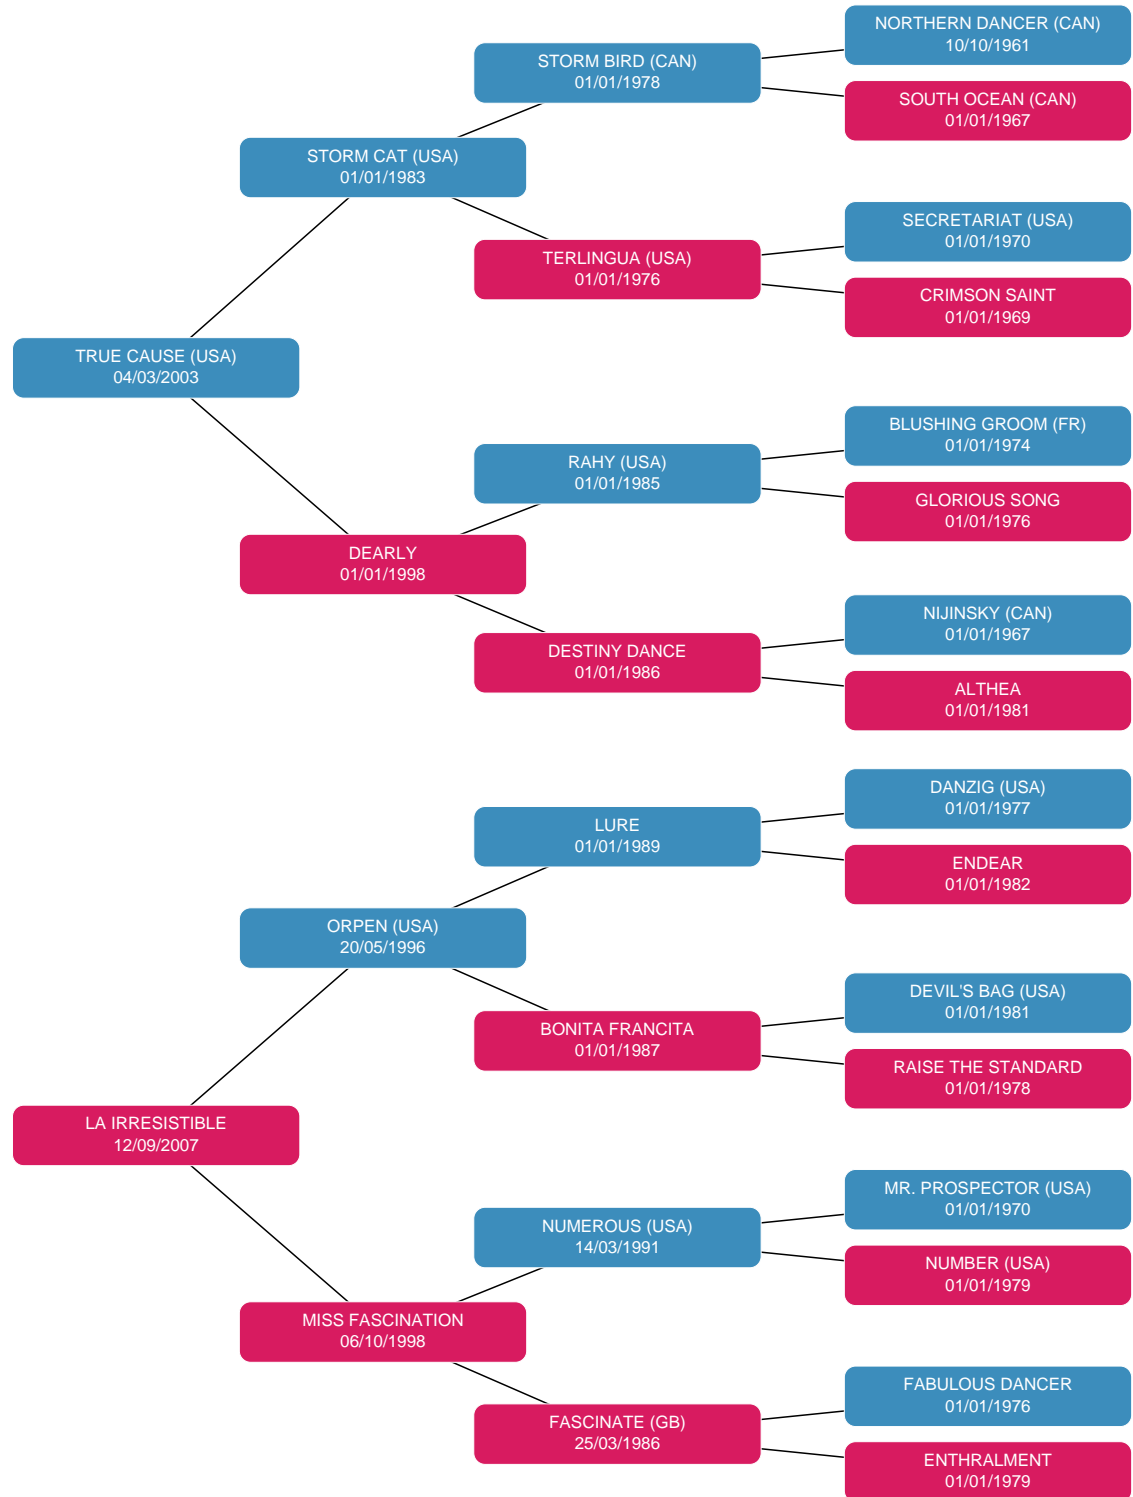 NORTHERN DANCER (CAN)
10/10/1961
STORM BIRD (CAN)
01/01/1978
SOUTH OCEAN (CAN)
01/01/1967
STORM CAT (USA)
01/01/1983
SECRETARIAT (USA)
01/01/1970
TERLINGUA (USA)
01/01/1976
CRIMSON SAINT
01/01/1969
TRUE CAUSE (USA)
04/03/2003
BLUSHING GROOM (FR)
01/01/1974
RAHY (USA)
01/01/1985
GLORIOUS SONG
01/01/1976
DEARLY
01/01/1998
NIJINSKY (CAN)
01/01/1967
DESTINY DANCE
01/01/1986
ALTHEA
01/01/1981
DANZIG (USA)
01/01/1977
LURE
01/01/1989
ENDEAR
01/01/1982
ORPEN (USA)
20/05/1996
DEVIL'S BAG (USA)
01/01/1981
BONITA FRANCITA
01/01/1987
RAISE THE STANDARD
01/01/1978
LA IRRESISTIBLE
12/09/2007
MR. PROSPECTOR (USA)
01/01/1970
NUMEROUS (USA)
14/03/1991
NUMBER (USA)
01/01/1979
MISS FASCINATION
06/10/1998
FABULOUS DANCER
01/01/1976
FASCINATE (GB)
25/03/1986
ENTHRALMENT
01/01/1979